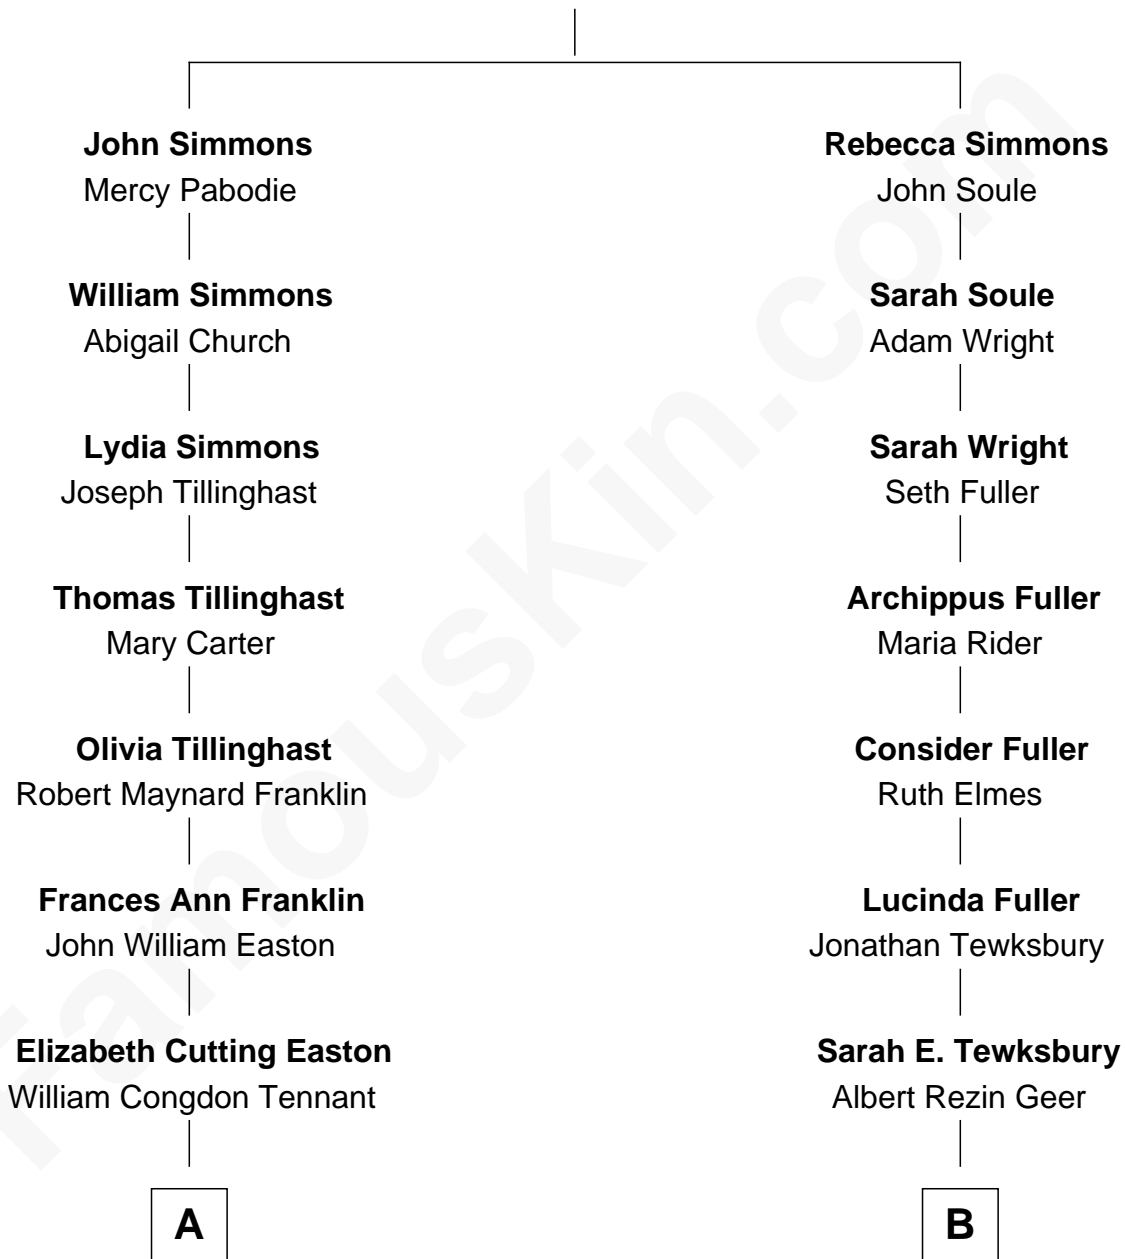 John Simmons
Mercy Pabodie
William Simmons
Abigail Church
Lydia Simmons
Joseph Tillinghast
Thomas Tillinghast
Mary Carter
Olivia Tillinghast
Robert Maynard Franklin
Frances Ann Franklin
John William Easton
Elizabeth Cutting Easton
William Congdon Tennant
A
Rebecca Simmons
John Soule
Sarah Soule
Adam Wright
Sarah Wright
Seth Fuller
Archippus Fuller
Maria Rider
Consider Fuller
Ruth Elmes
Lucinda Fuller
Jonathan Tewksbury
Sarah E. Tewksbury
Albert Rezin Geer
B
FamousKin.com